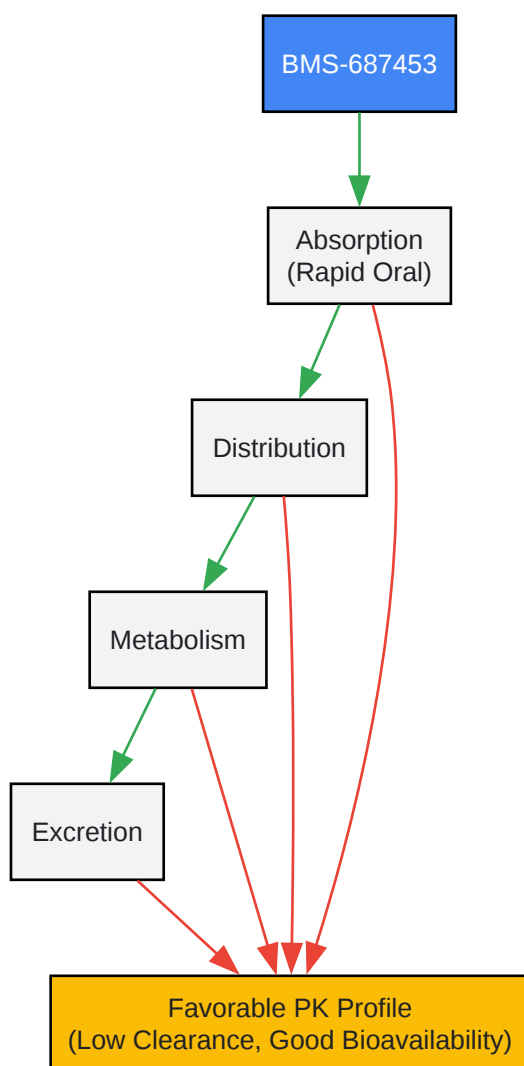 BMS-687453
Absorption
(Rapid Oral)
Distribution
Metabolism
Excretion
Favorable PK Profile
(Low Clearance, Good Bioavailability)